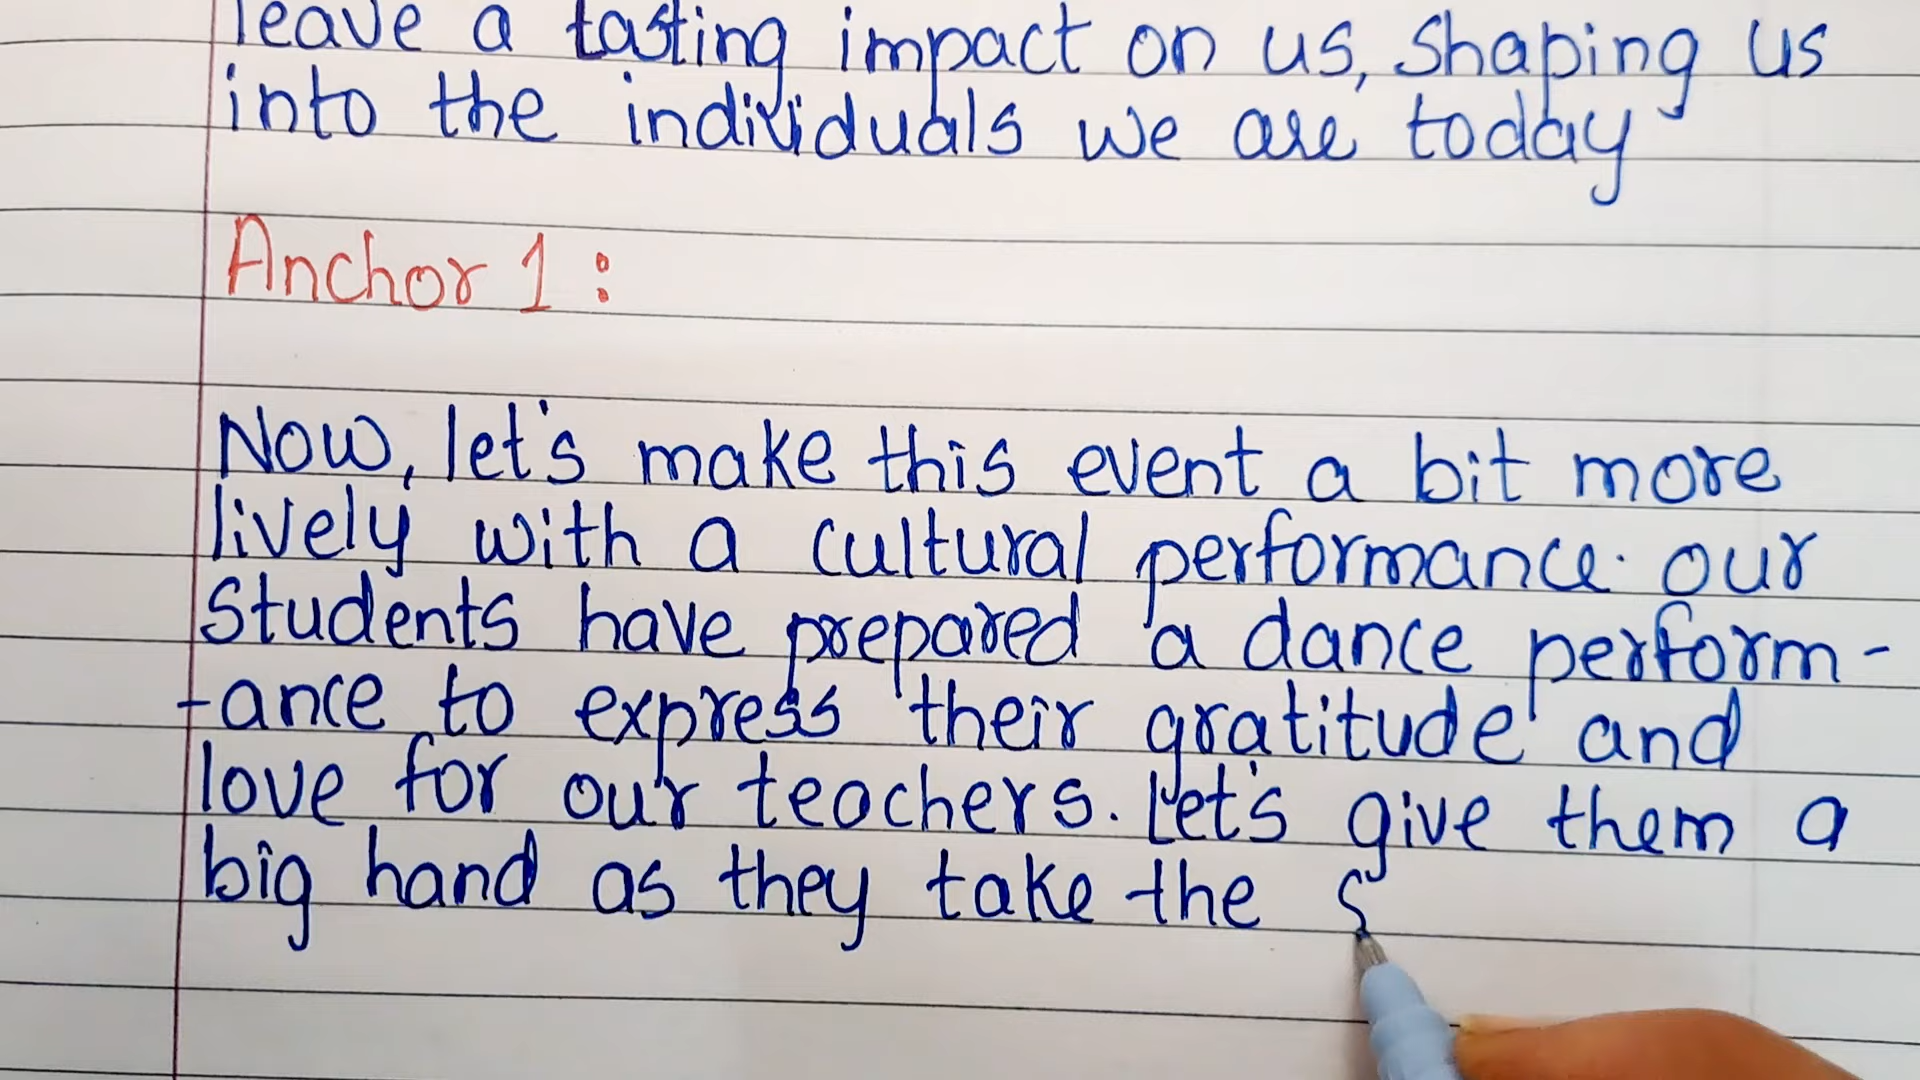 leave a tasting impact on us, shaping us
into the individuals we are today
Anchor 1 :
Now, let's make this event a bit more
lively with a cultural performance. our
Students have prepared a dance perform-
-ance to express their gratitude and
love for our teachers. Let's give them a
big hand as they take the S